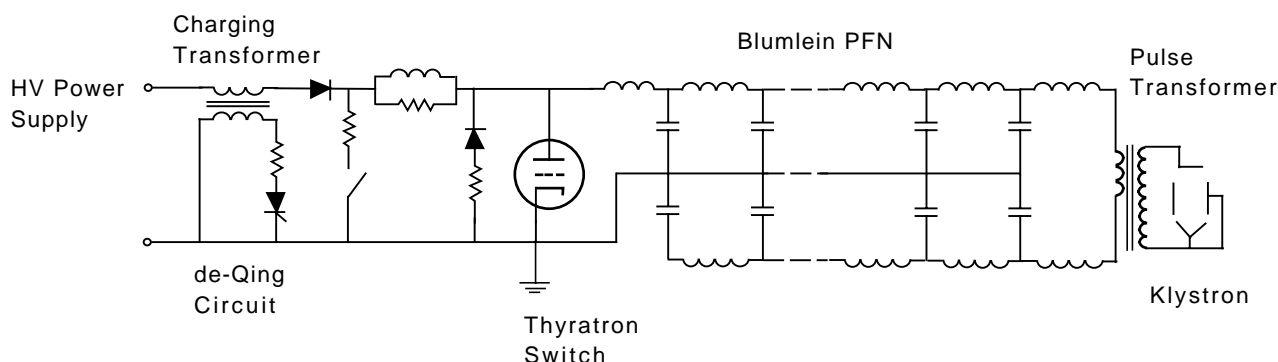 Charging
Transformer
Blumlein PFN
Pulse
Transformer
HV Power
Supply
de-Qing
Circuit
Thyratron
Switch
Klystron